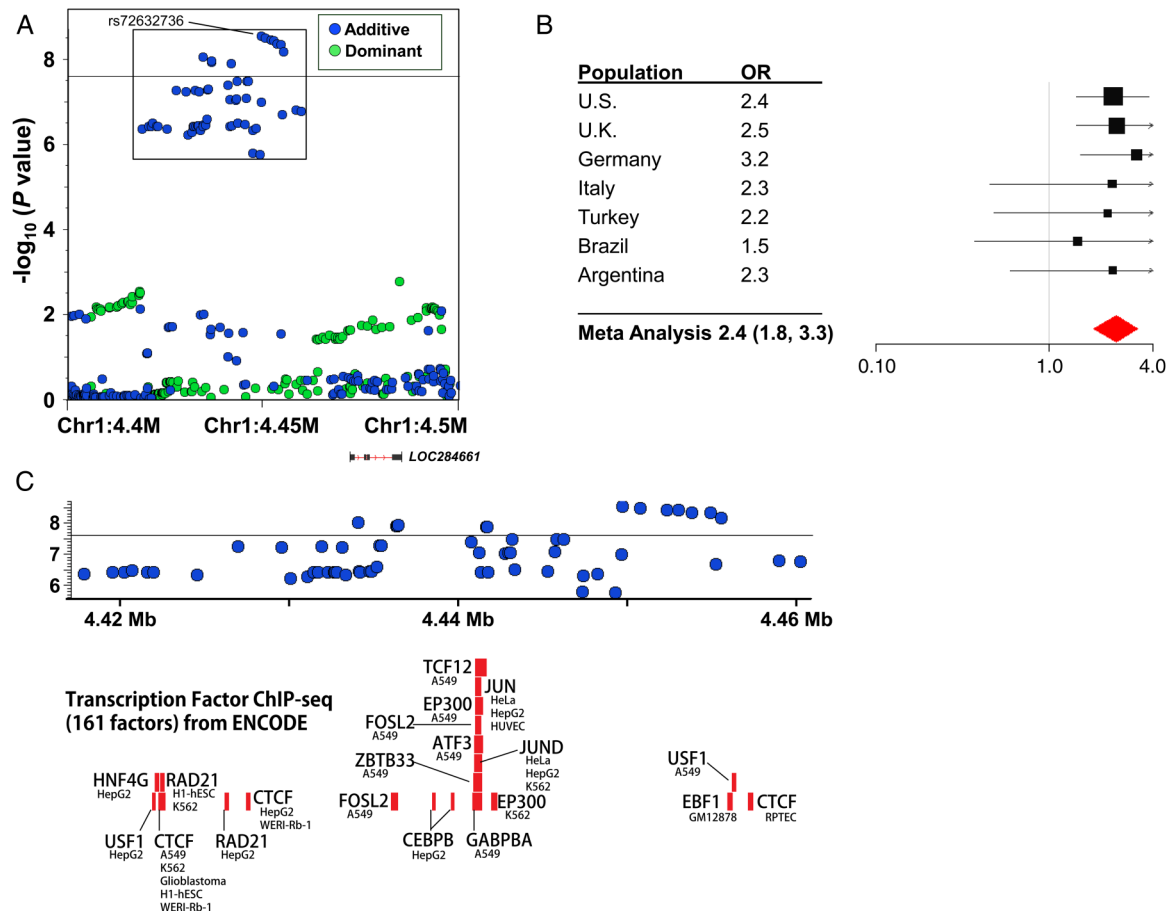 A
rs72632736
Additive
Dominant
-log10 (P value)
8
6
4
2
0
Chr1:4.4M Chr1:4.45M Chr1:4.5M
LOC284661
B
Population OR
U.S. 2.4
U.K. 2.5
Germany 3.2
Italy 2.3
Turkey 2.2
Brazil 1.5
Argentina 2.3
Meta Analysis 2.4 (1.8, 3.3)
0.10 1.0 4.0
C
8
7
6
4.42 Mb 4.44 Mb 4.46 Mb
Transcription Factor ChIP-seq
(161 factors) from ENCODE
HNF4G
HepG2
RAD21
H1-hESC
K562
CTCF
HepG2
WERI-Rb-1
USF1
HepG2
CTCF
A549
K562
Glioblastoma
H1-hESC
WERI-Rb-1
RAD21
HepG2
TCF12
A549
JUN
HeLa
HepG2
HUVEC
EP300
A549
FOSL2
A549
ATF3
A549
JUND
HeLa
HepG2
K562
ZBTB33
A549
FOSL2
A549
EP300
K562
CEBPB
HepG2
GABPBA
A549
USF1
A549
EBF1
GM12878
CTCF
RPTEC